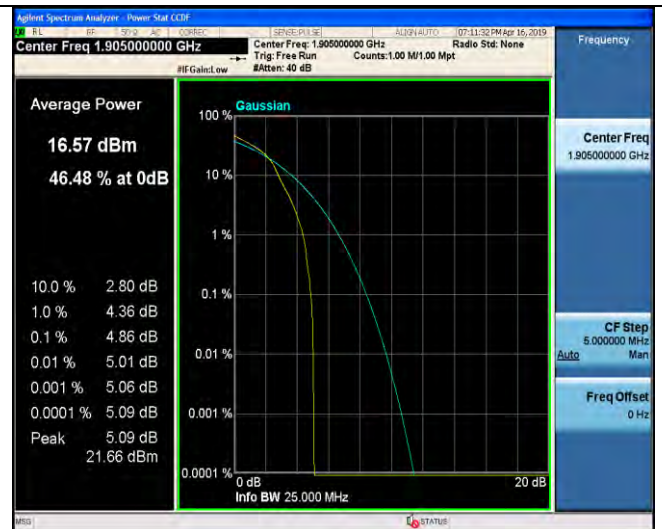 Agilent Spectrum Analyzer - Power Stat CCDF
RL RF 50 Ω AC CORREC SENSE:PULSE ALIGN AUTO 07:11:32 PM Apr 16, 2019
Center Freq 1.905000000 GHz
Center Freq: 1.905000000 GHz Radio Std: None
Trig: Free Run Counts:1.00 M/1.00 Mpt
#IFGain:Low #Atten: 40 dB
Frequency
Average Power
16.57 dBm
46.48 % at 0dB
10.0 % 2.80 dB
1.0 % 4.36 dB
0.1 % 4.86 dB
0.01 % 5.01 dB
0.001 % 5.06 dB
0.0001 % 5.09 dB
Peak 5.09 dB
21.66 dBm
Gaussian
100 %
10 %
1 %
0.1 %
0.01 %
0.001 %
0.0001 %
0 dB 20 dB
Info BW 25.000 MHz
Center Freq
1.905000000 GHz
CF Step
5.000000 MHz
Auto Man
Freq Offset
0 Hz
MSG STATUS